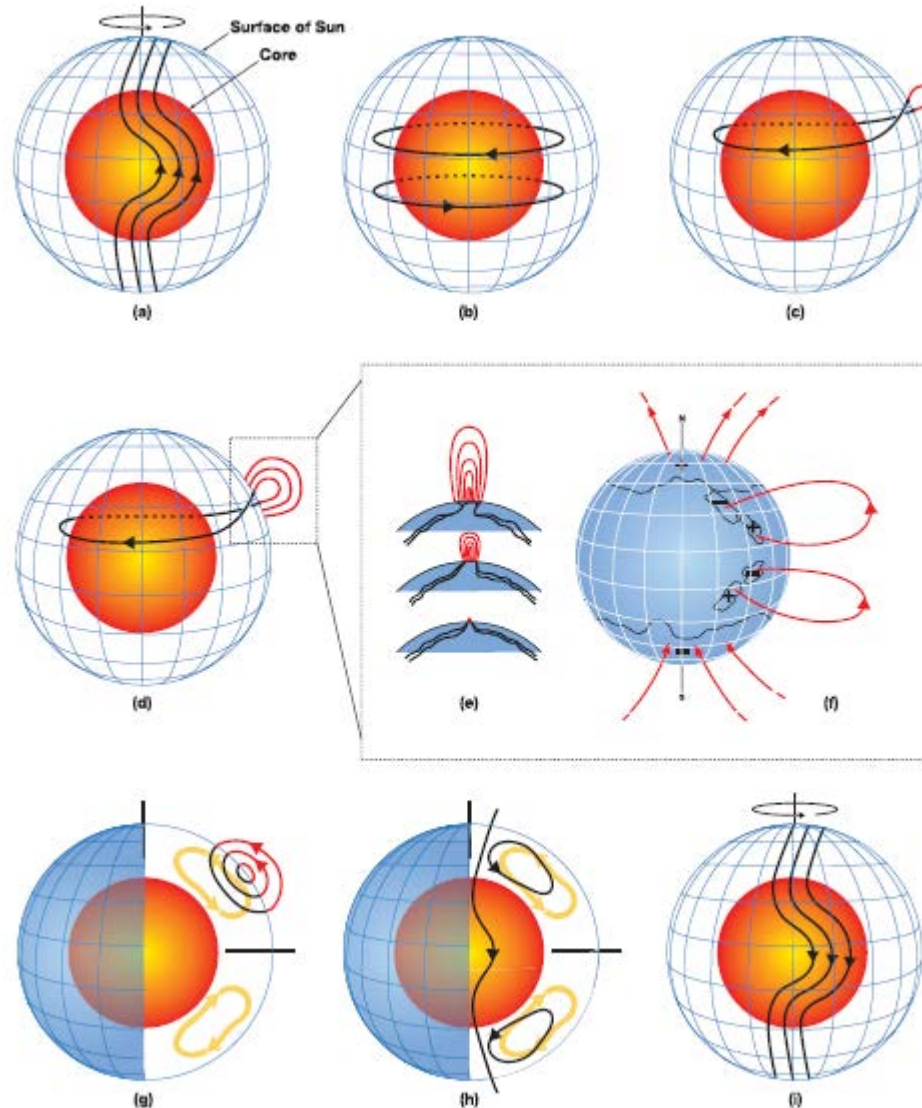 Surface of Sun
Core
(a)
(b)
(c)
N
−
−
+
−
+
−
S
(d)
(e)
(f)
(g)
(h)
(i)